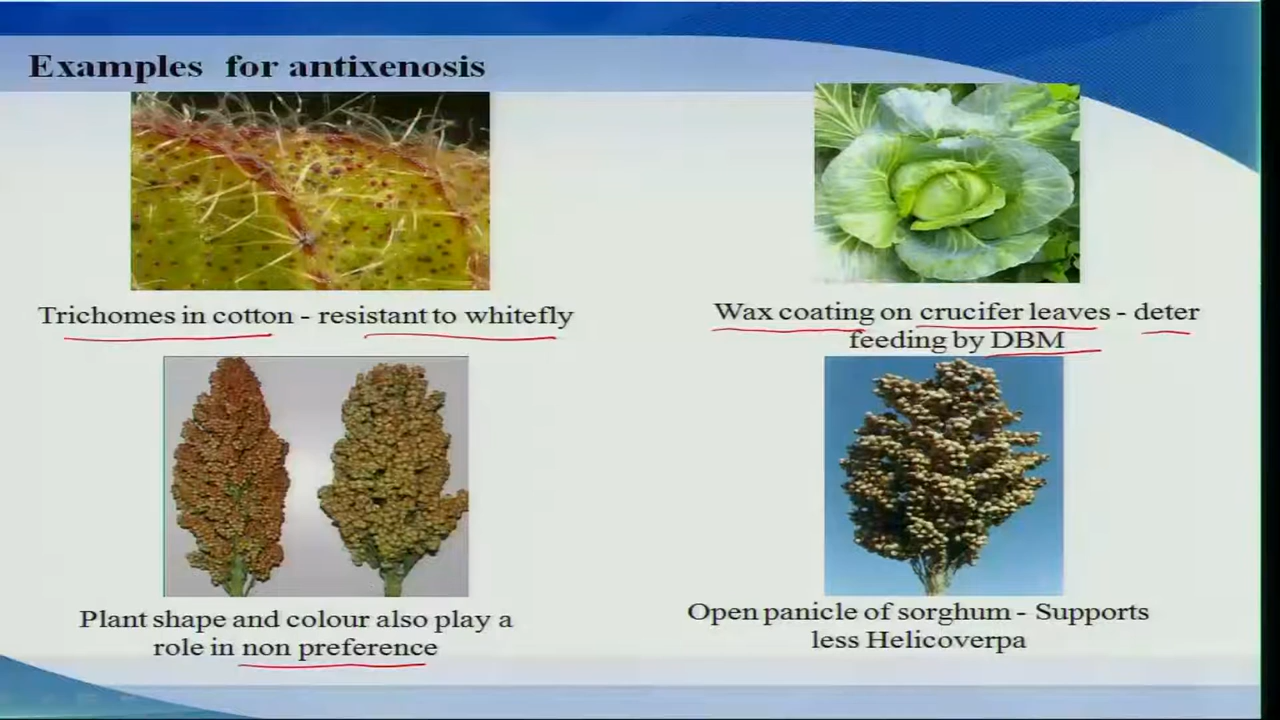 Examples for antixenosis
Trichomes in cotton - resistant to whitefly
Wax coating on crucifer leaves - deter
feeding by DBM
Plant shape and colour also play a
role in non preference
Open panicle of sorghum - Supports
less Helicoverpa